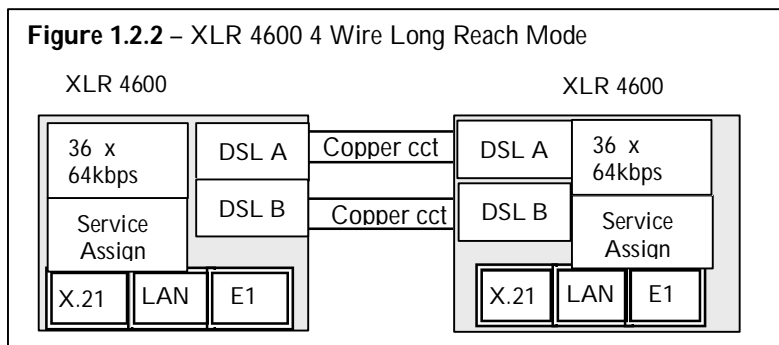 Figure 1.2.2 – XLR 4600 4 Wire Long Reach Mode
XLR 4600
XLR 4600
36 x
64kbps
DSL A
Copper cct
DSL A
36 x
64kbps
Service
Assign
DSL B
Copper cct
DSL B
Service
Assign
X.21
LAN
E1
X.21
LAN
E1